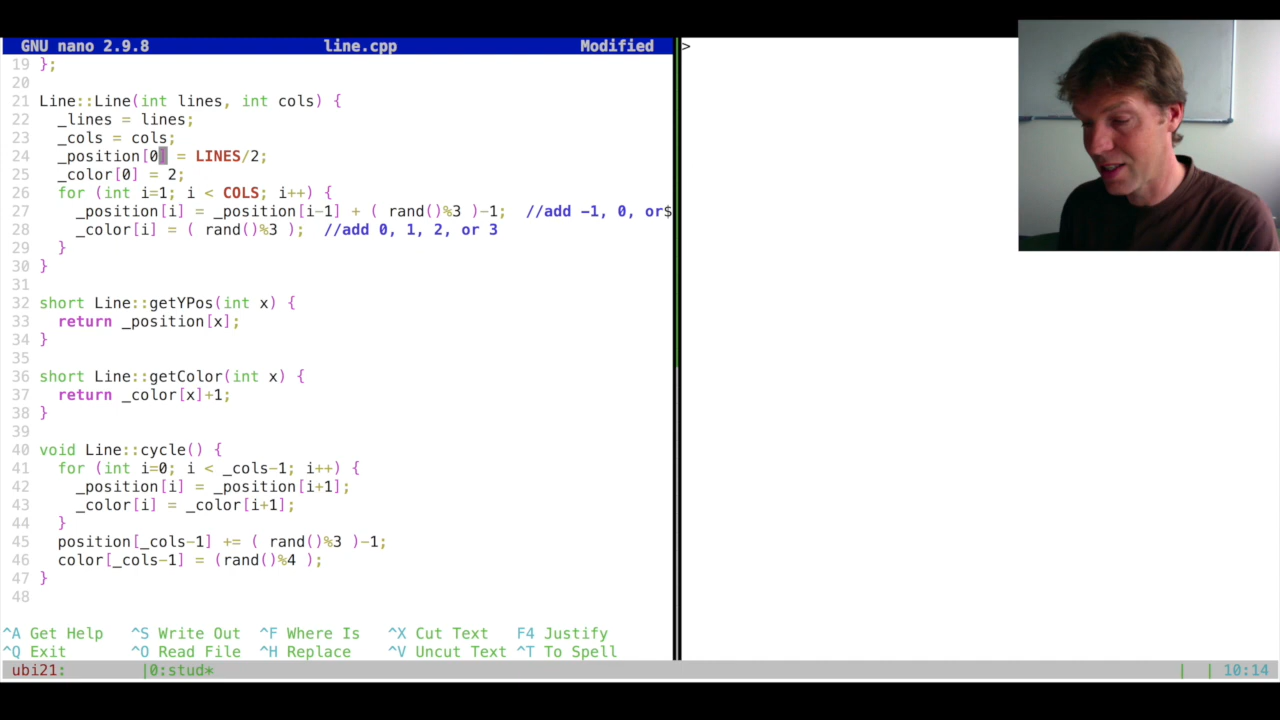 GNU nano 2.9.8 line.cpp Modified
19 };
20
21 Line::Line(int lines, int cols) {
22   _lines = lines;
23   _cols = cols;
24   _position[0] = LINES/2;
25   _color[0] = 2;
26   for (int i=1; i < COLS; i++) {
27     _position[i] = _position[i-1] + ( rand()%3 )-1;  //add -1, 0, or$
28     _color[i] = ( rand()%3 );  //add 0, 1, 2, or 3
29   }
30 }
31
32 short Line::getYPos(int x) {
33   return _position[x];
34 }
35
36 short Line::getColor(int x) {
37   return _color[x]+1;
38 }
39
40 void Line::cycle() {
41   for (int i=0; i < _cols-1; i++) {
42     _position[i] = _position[i+1];
43     _color[i] = _color[i+1];
44   }
45   position[_cols-1] += ( rand()%3 )-1;
46   color[_cols-1] = (rand()%4 );
47 }
48
^A Get Help ^S Write Out ^F Where Is ^X Cut Text F4 Justify
^Q Exit ^O Read File ^H Replace ^V Uncut Text ^T To Spell
ubi21: |0:stud* | | 10:14
>